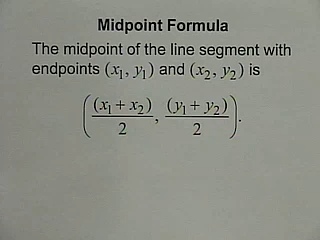 Midpoint Formula
The midpoint of the line segment with
endpoints (x₁, y₁) and (x₂, y₂) is
((x₁ + x₂)/2, (y₁ + y₂)/2).